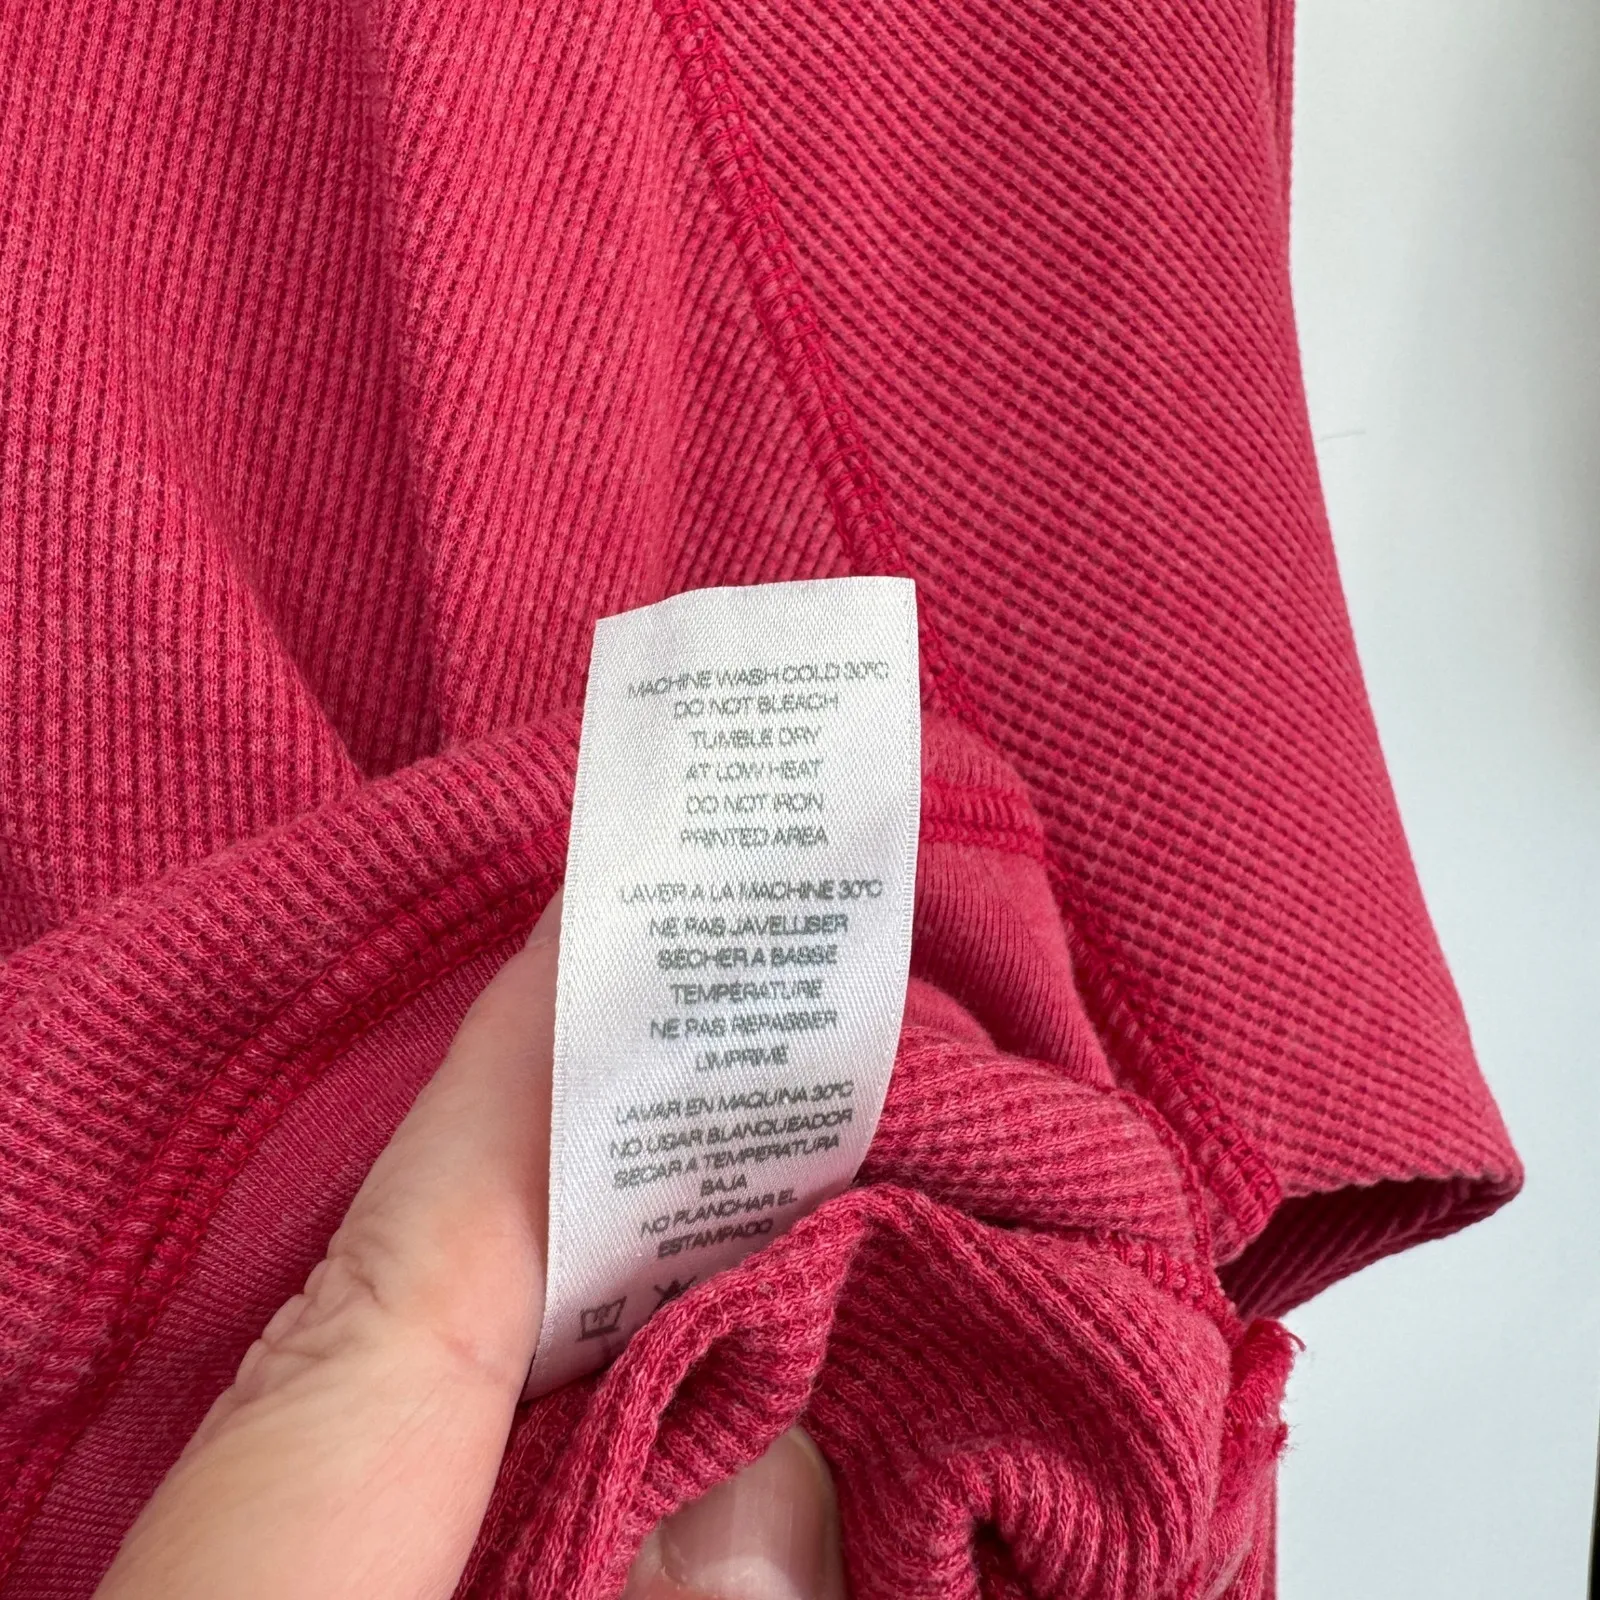 MACHINE WASH COLD 30°C
DO NOT BLEACH
TUMBLE DRY
AT LOW HEAT
DO NOT IRON
PRINTED AREA
LAVER A LA MACHINE 30°C
NE PAS JAVELLISER
SECHER A BASSE
TEMPERATURE
NE PAS REPASSER
L'IMPRIME
LAVAR EN MAQUINA 30°C
NO USAR BLANQUEADOR
SECAR A TEMPERATURA
BAJA
NO PLANCHAR EL
ESTAMPADO